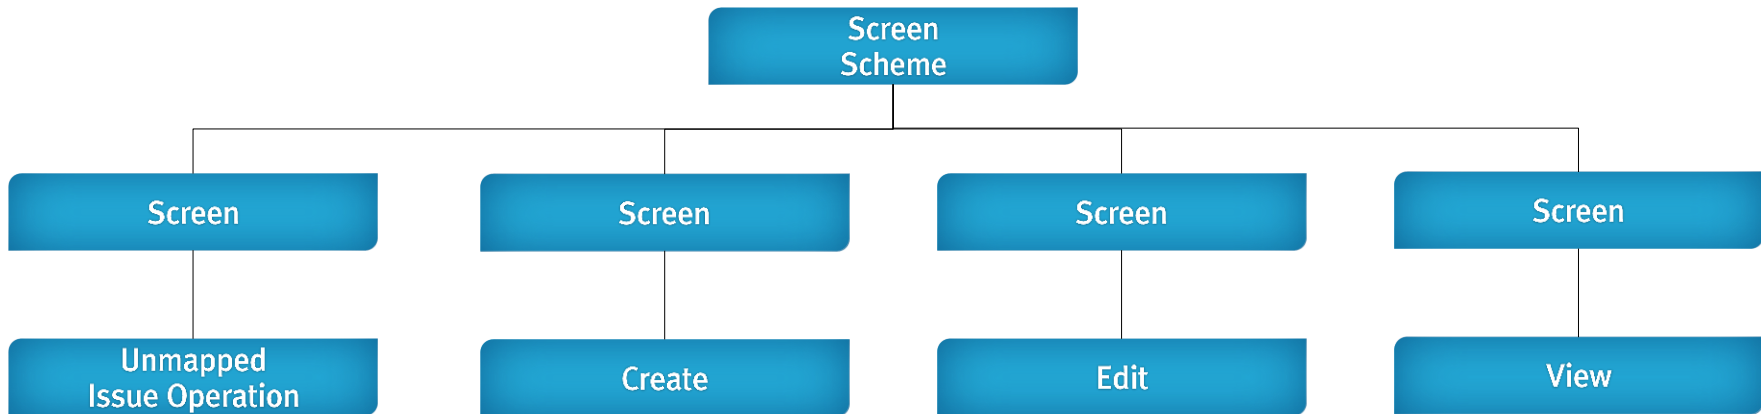 Screen
Scheme
Screen
Screen
Screen
Screen
Unmapped
Issue Operation
Create
Edit
View